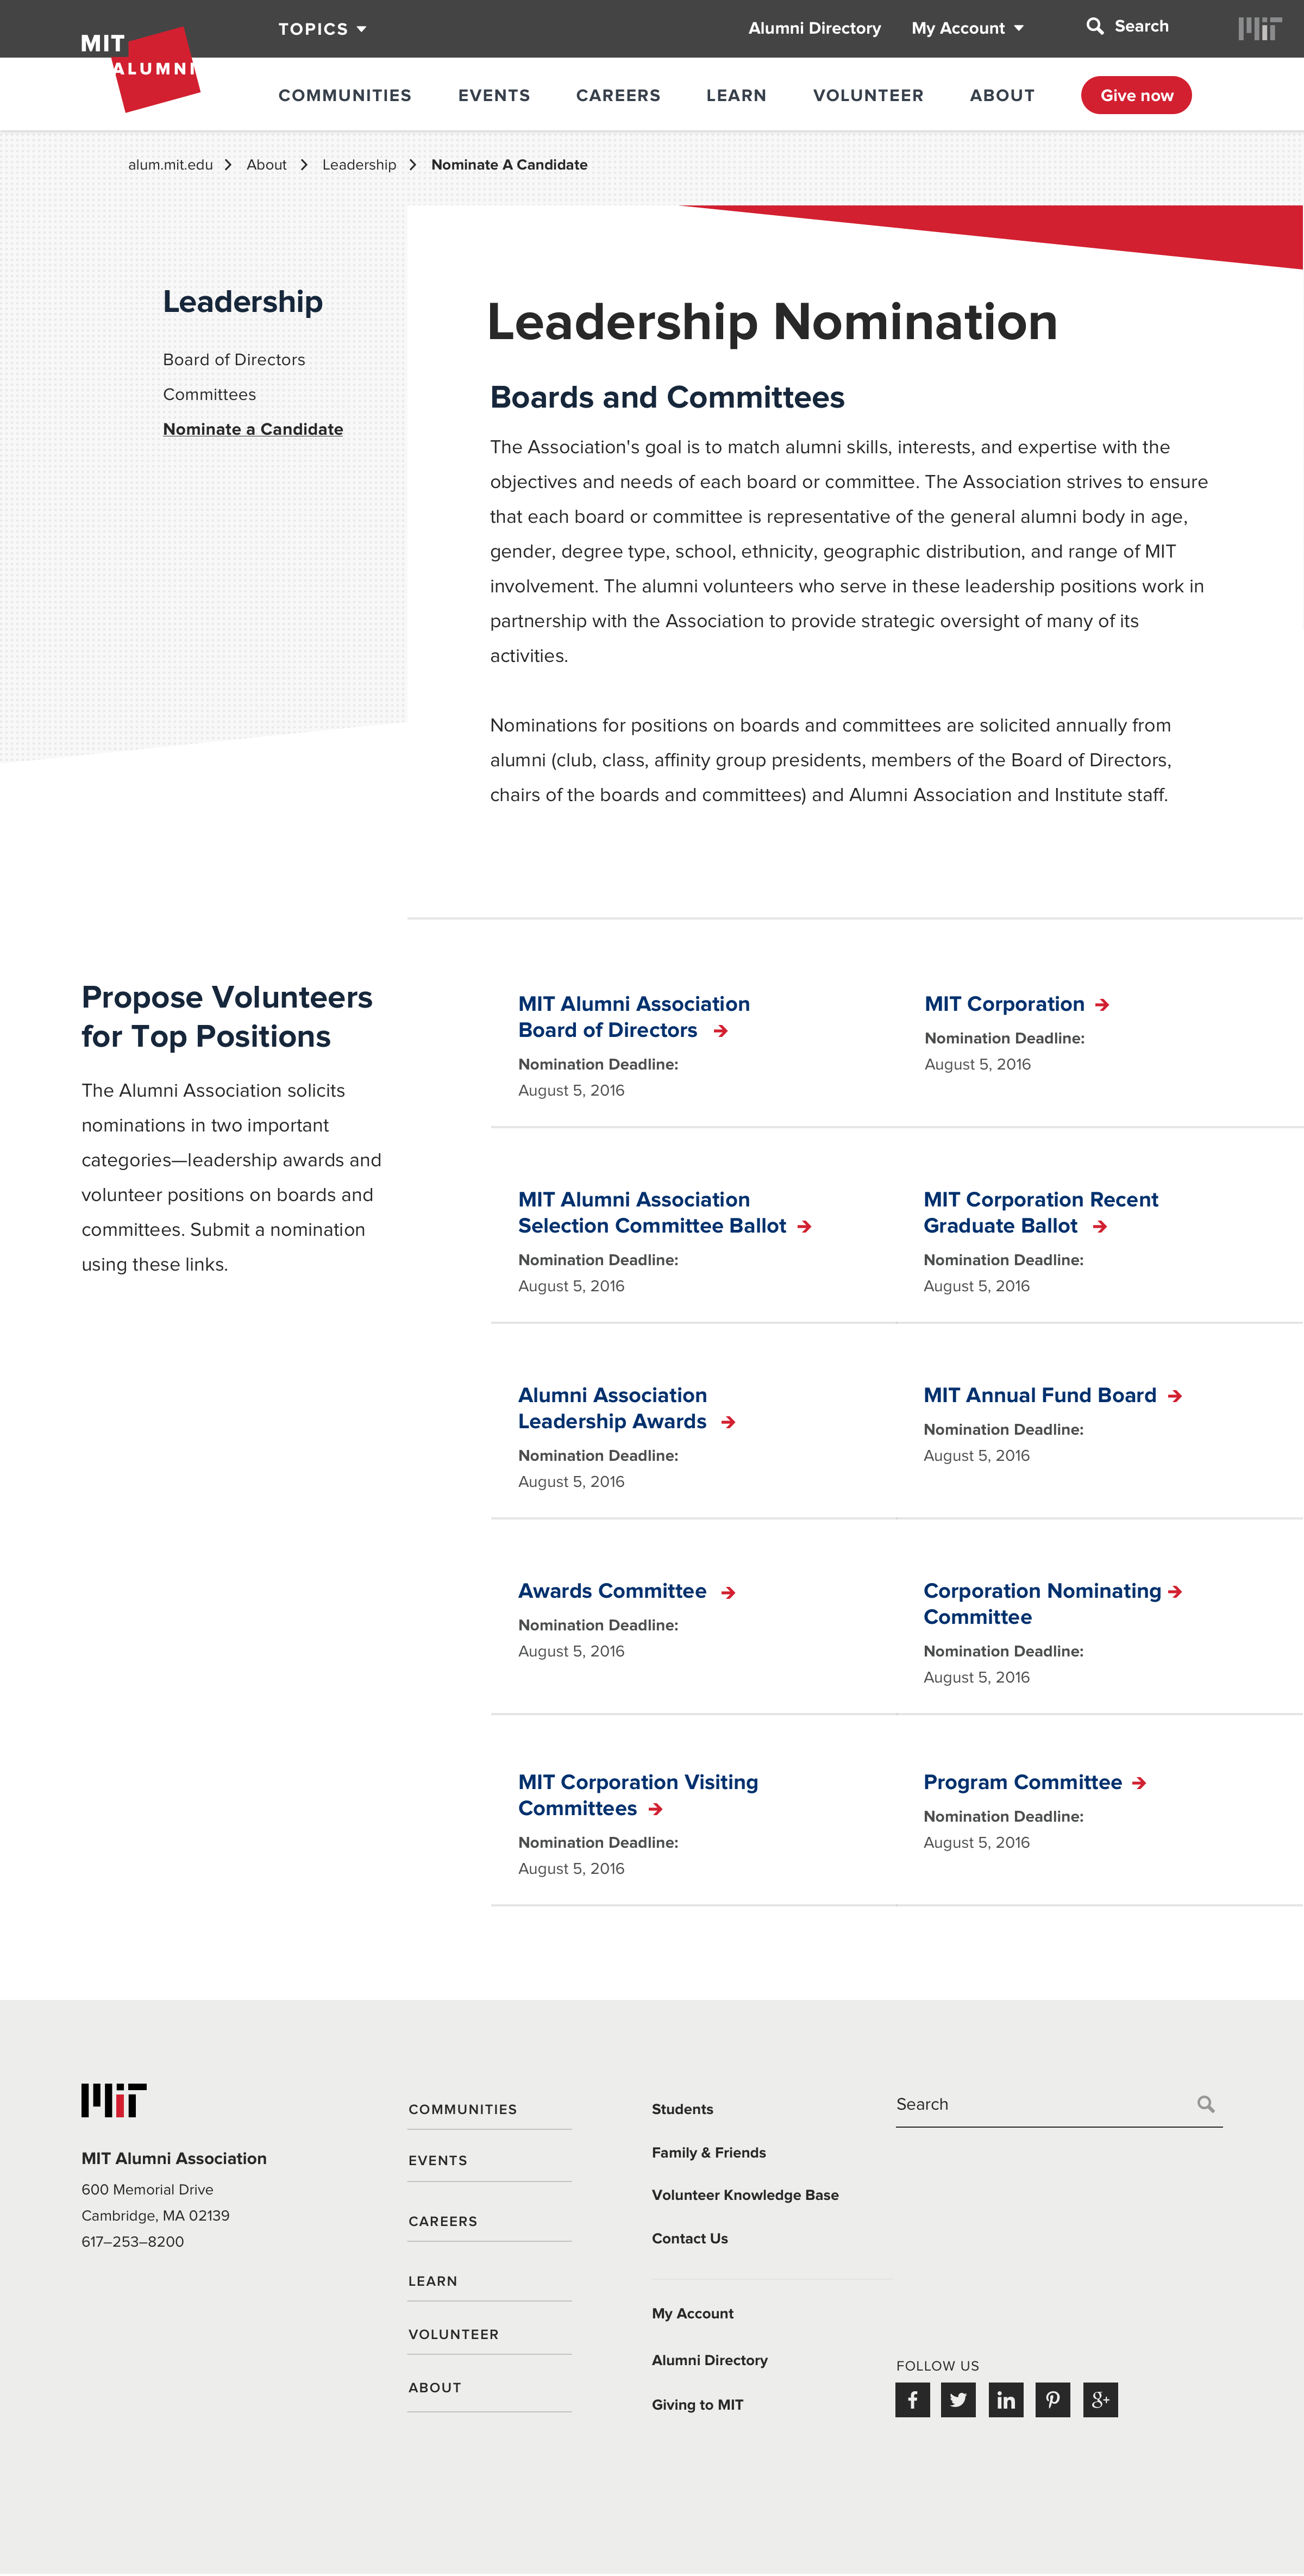 TOPICS
Alumni Directory
My Account
Search
MIT
MIT
ALUMNI
COMMUNITIES
EVENTS
CAREERS
LEARN
VOLUNTEER
ABOUT
Give now
alum.mit.edu > About > Leadership > Nominate A Candidate
Leadership
Board of Directors
Committees
Nominate a Candidate
Leadership Nomination
Boards and Committees
The Association's goal is to match alumni skills, interests, and expertise with the
objectives and needs of each board or committee. The Association strives to ensure
that each board or committee is representative of the general alumni body in age,
gender, degree type, school, ethnicity, geographic distribution, and range of MIT
involvement. The alumni volunteers who serve in these leadership positions work in
partnership with the Association to provide strategic oversight of many of its
activities.
Nominations for positions on boards and committees are solicited annually from
alumni (club, class, affinity group presidents, members of the Board of Directors,
chairs of the boards and committees) and Alumni Association and Institute staff.
Propose Volunteers
for Top Positions
The Alumni Association solicits
nominations in two important
categories—leadership awards and
volunteer positions on boards and
committees. Submit a nomination
using these links.
MIT Alumni Association
Board of Directors
Nomination Deadline:
August 5, 2016
MIT Corporation
Nomination Deadline:
August 5, 2016
MIT Alumni Association
Selection Committee Ballot
Nomination Deadline:
August 5, 2016
MIT Corporation Recent
Graduate Ballot
Nomination Deadline:
August 5, 2016
Alumni Association
Leadership Awards
Nomination Deadline:
August 5, 2016
MIT Annual Fund Board
Nomination Deadline:
August 5, 2016
Awards Committee
Nomination Deadline:
August 5, 2016
Corporation Nominating
Committee
Nomination Deadline:
August 5, 2016
MIT Corporation Visiting
Committees
Nomination Deadline:
August 5, 2016
Program Committee
Nomination Deadline:
August 5, 2016
MIT
MIT Alumni Association
600 Memorial Drive
Cambridge, MA 02139
617–253–8200
COMMUNITIES
EVENTS
CAREERS
LEARN
VOLUNTEER
ABOUT
Students
Family & Friends
Volunteer Knowledge Base
Contact Us
My Account
Alumni Directory
Giving to MIT
Search
FOLLOW US